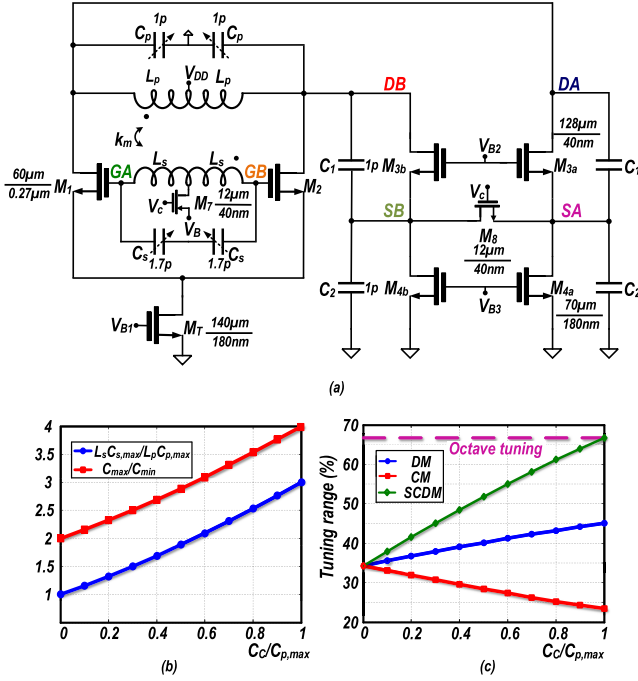 1p 1p
Cp Cp
Lp VDD Lp
km
DB DA
128μm
40nm
C1 1p VB2 C1
M3b M3a
60μm
0.27μm
M1 GA Ls Ls GB M2
Vc M7 12μm
40nm
VB
Cs Cs
1.7p 1.7p
SB Vc SA
M8
12μm
40nm
C2 1p C2
M4b VB3 M4a
70μm
180nm
VB1 MT 140μm
180nm
(a)
LsCs,max/LpCp,max
Cmax/Cmin
4
3.5
3
2.5
2
1.5
1
0 0.2 0.4 0.6 0.8 1
CC/Cp,max
(b)
Tuning range (%)
70
60
50
40
30
20
Octave tuning
DM
CM
SCDM
0 0.2 0.4 0.6 0.8 1
CC/Cp,max
(c)